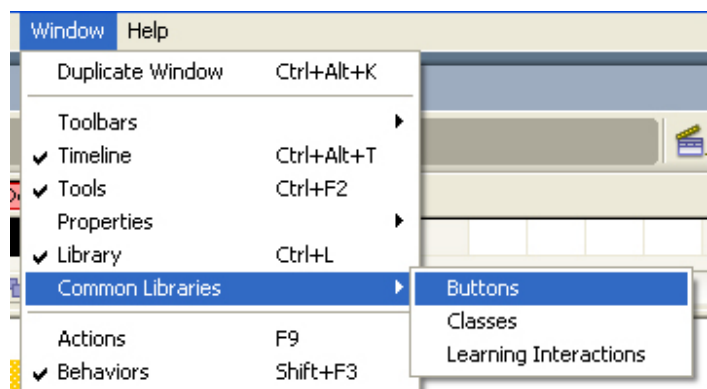 Window Help
Duplicate Window Ctrl+Alt+K
Toolbars
Timeline Ctrl+Alt+T
Tools Ctrl+F2
Properties
Library Ctrl+L
Common Libraries
Buttons
Classes
Learning Interactions
Actions F9
Behaviors Shift+F3